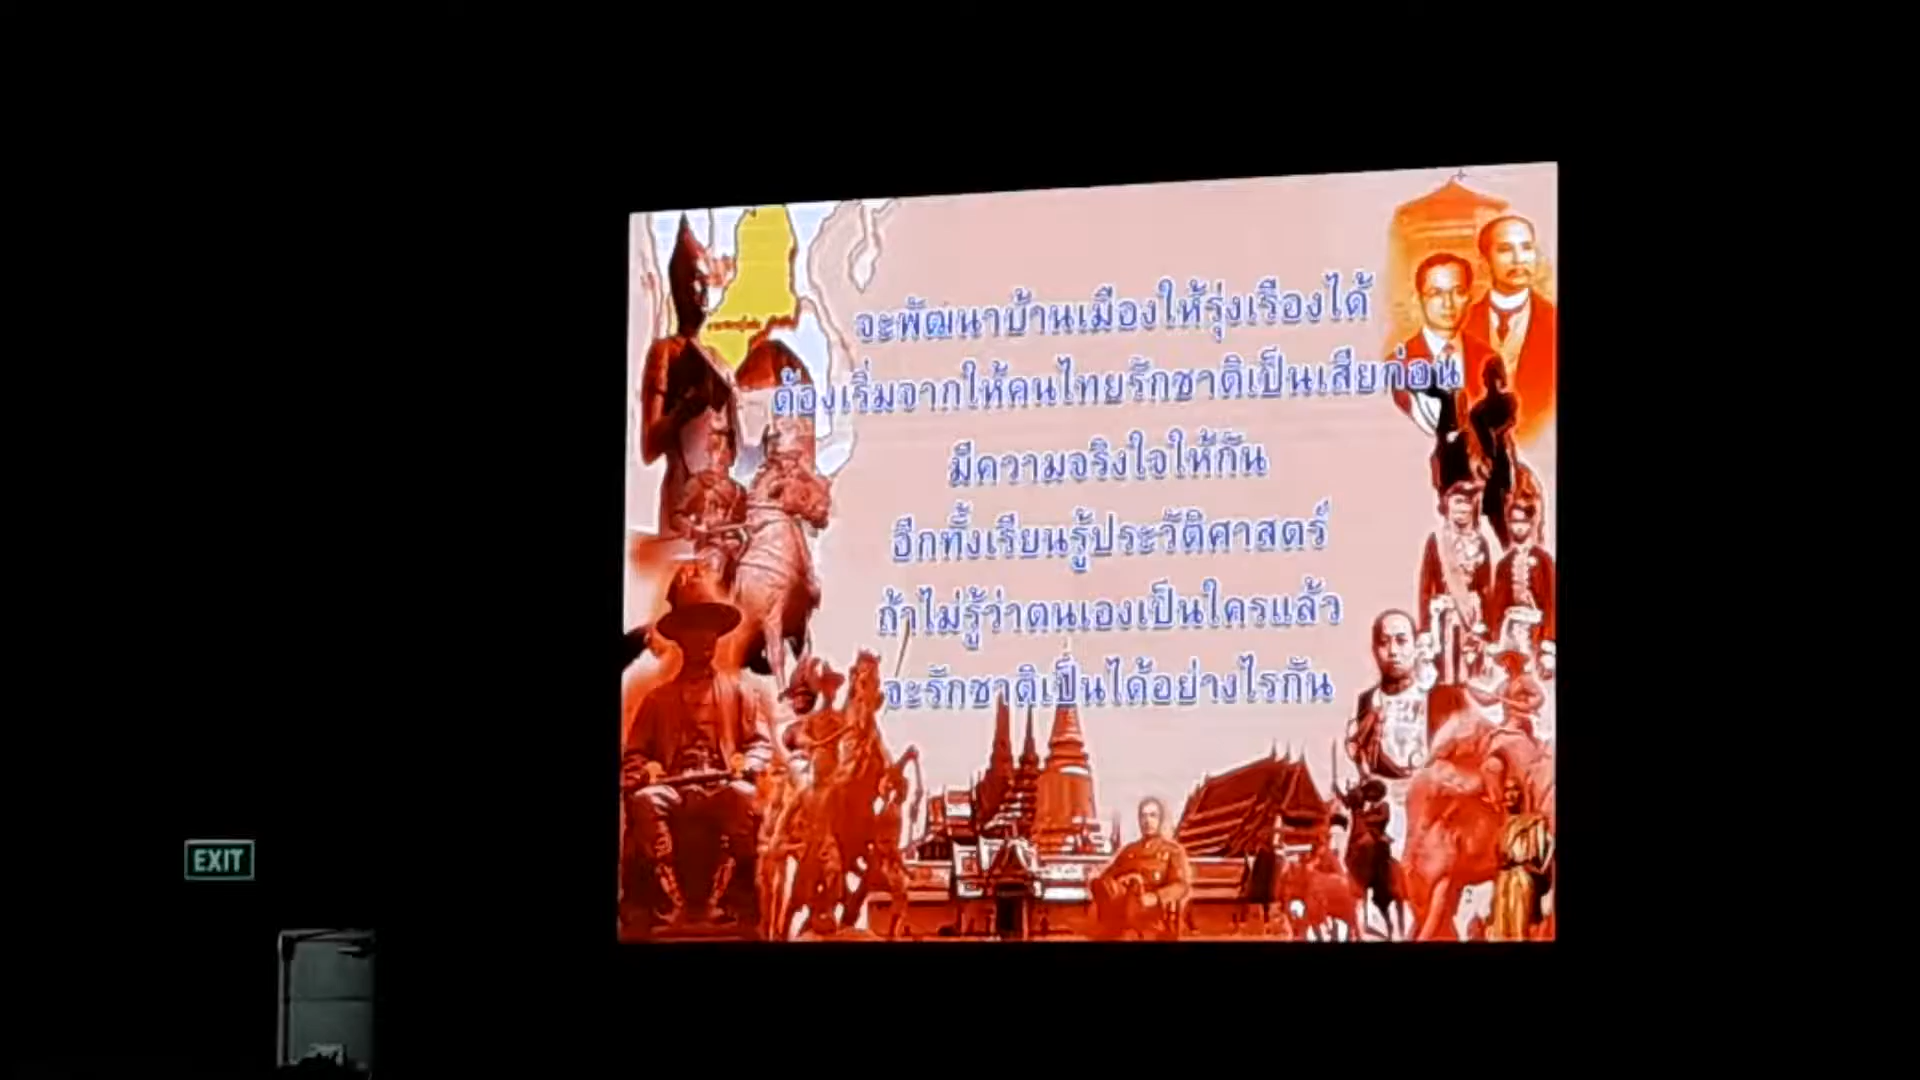 จะพัฒนาบ้านเมืองให้รุ่งเรืองได้
ต้องเริ่มจากให้คนไทยรักชาติเป็นเสียก่อน
มีความจริงใจให้กัน
อีกทั้งเรียนรู้ประวัติศาสตร์
ถ้าไม่รู้ว่าตนเองเป็นใครแล้ว
จะรักชาติเป็นได้อย่างไรกัน
EXIT